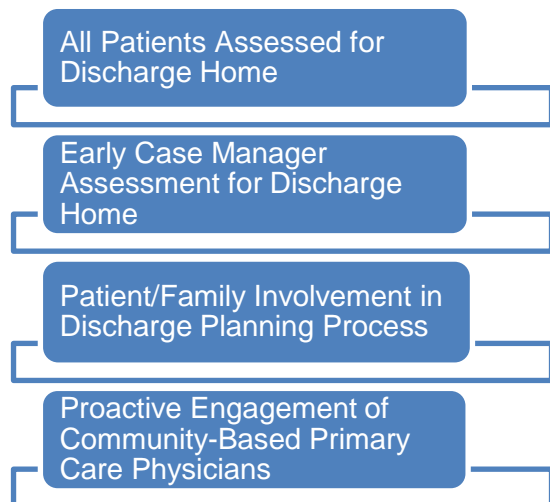 All Patients Assessed for
Discharge Home
Early Case Manager
Assessment for Discharge
Home
Patient/Family Involvement in
Discharge Planning Process
Proactive Engagement of
Community-Based Primary
Care Physicians